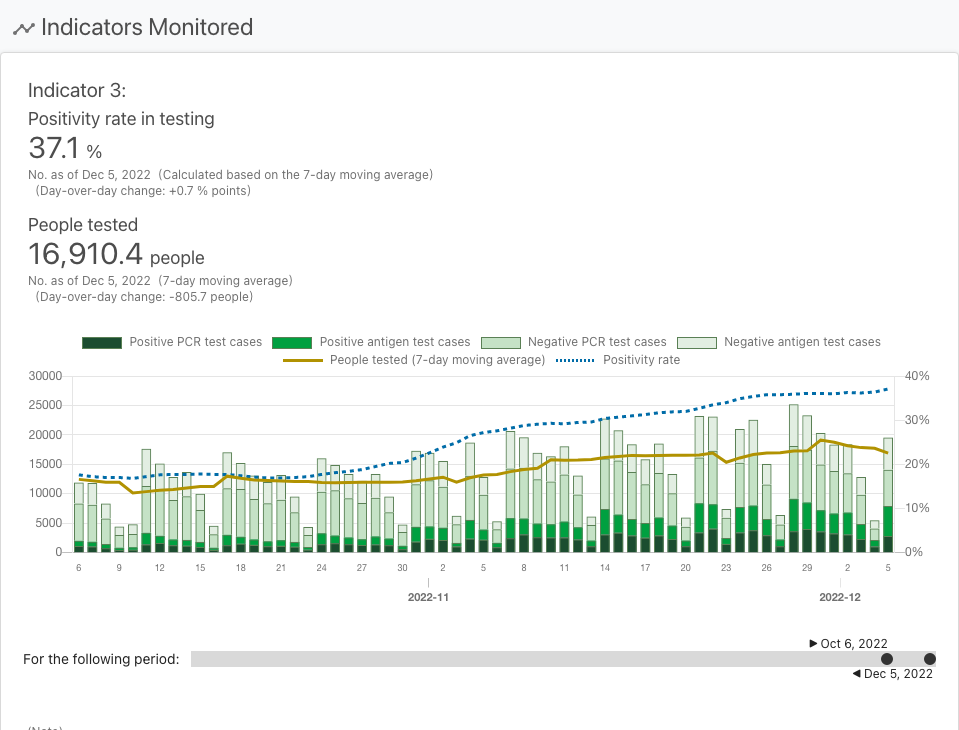 Indicators Monitored
Indicator 3:
Positivity rate in testing
37.1 %
No. as of Dec 5, 2022 (Calculated based on the 7-day moving average)
(Day-over-day change: +0.7 % points)
People tested
16,910.4 people
No. as of Dec 5, 2022 (7-day moving average)
(Day-over-day change: -805.7 people)
Positive PCR test cases Positive antigen test cases Negative PCR test cases Negative antigen test cases
People tested (7-day moving average) Positivity rate
30000 40%
25000
20000 30%
15000 20%
10000
5000 10%
0 0%
6 9 12 15 18 21 24 27 30 2 5 8 11 14 17 20 23 26 29 2 5
2022-11 2022-12
▶ Oct 6, 2022
For the following period:
◀ Dec 5, 2022
(Note)